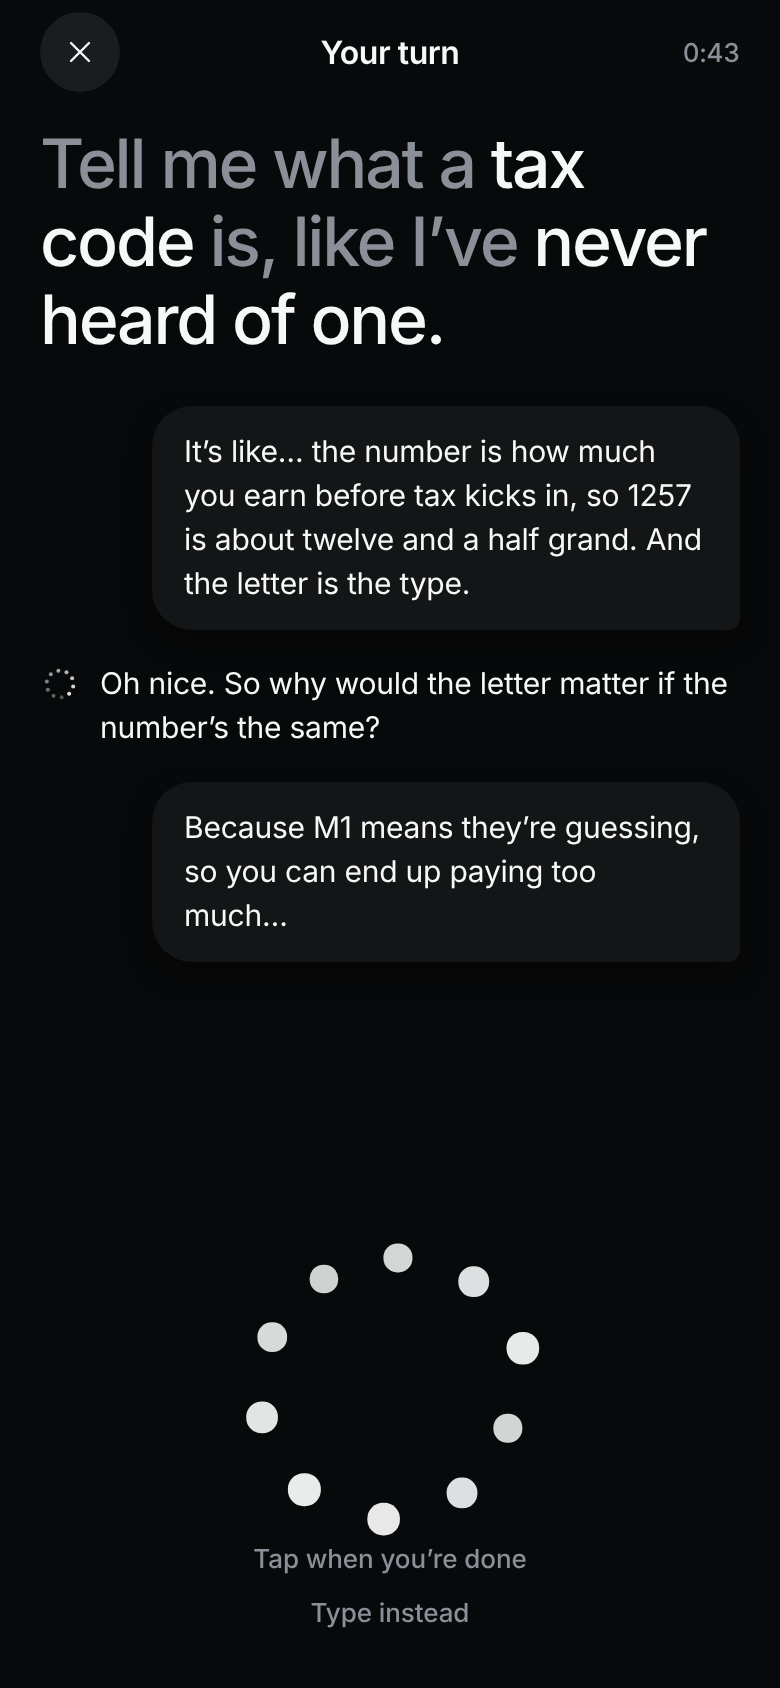 Your turn
0:43
Tell me what a tax
code is, like I’ve never
heard of one.
It’s like… the number is how much
you earn before tax kicks in, so 1257
is about twelve and a half grand. And
the letter is the type.
Oh nice. So why would the letter matter if the
number’s the same?
Because M1 means they’re guessing,
so you can end up paying too
much…
Tap when you’re done
Type instead